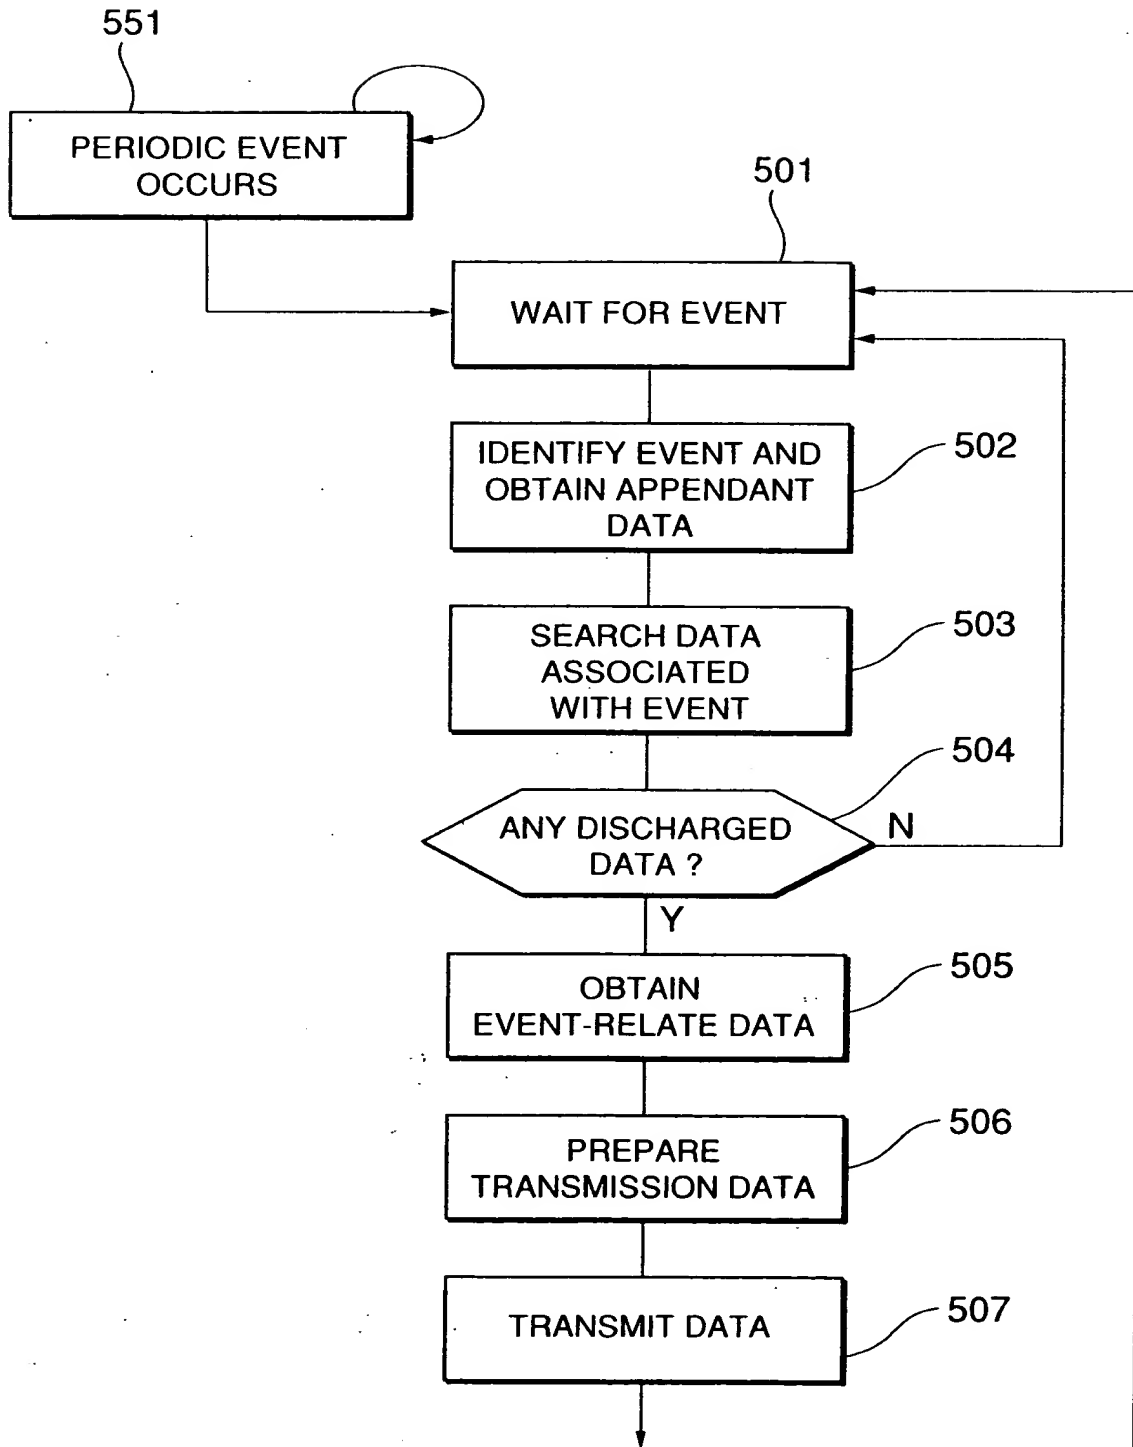 551
PERIODIC EVENT
OCCURS
501
WAIT FOR EVENT
IDENTIFY EVENT AND
OBTAIN APPENDANT
DATA
502
SEARCH DATA
ASSOCIATED
WITH EVENT
503
504
ANY DISCHARGED
DATA ?
N
Y
OBTAIN
EVENT-RELATE DATA
505
PREPARE
TRANSMISSION DATA
506
TRANSMIT DATA
507